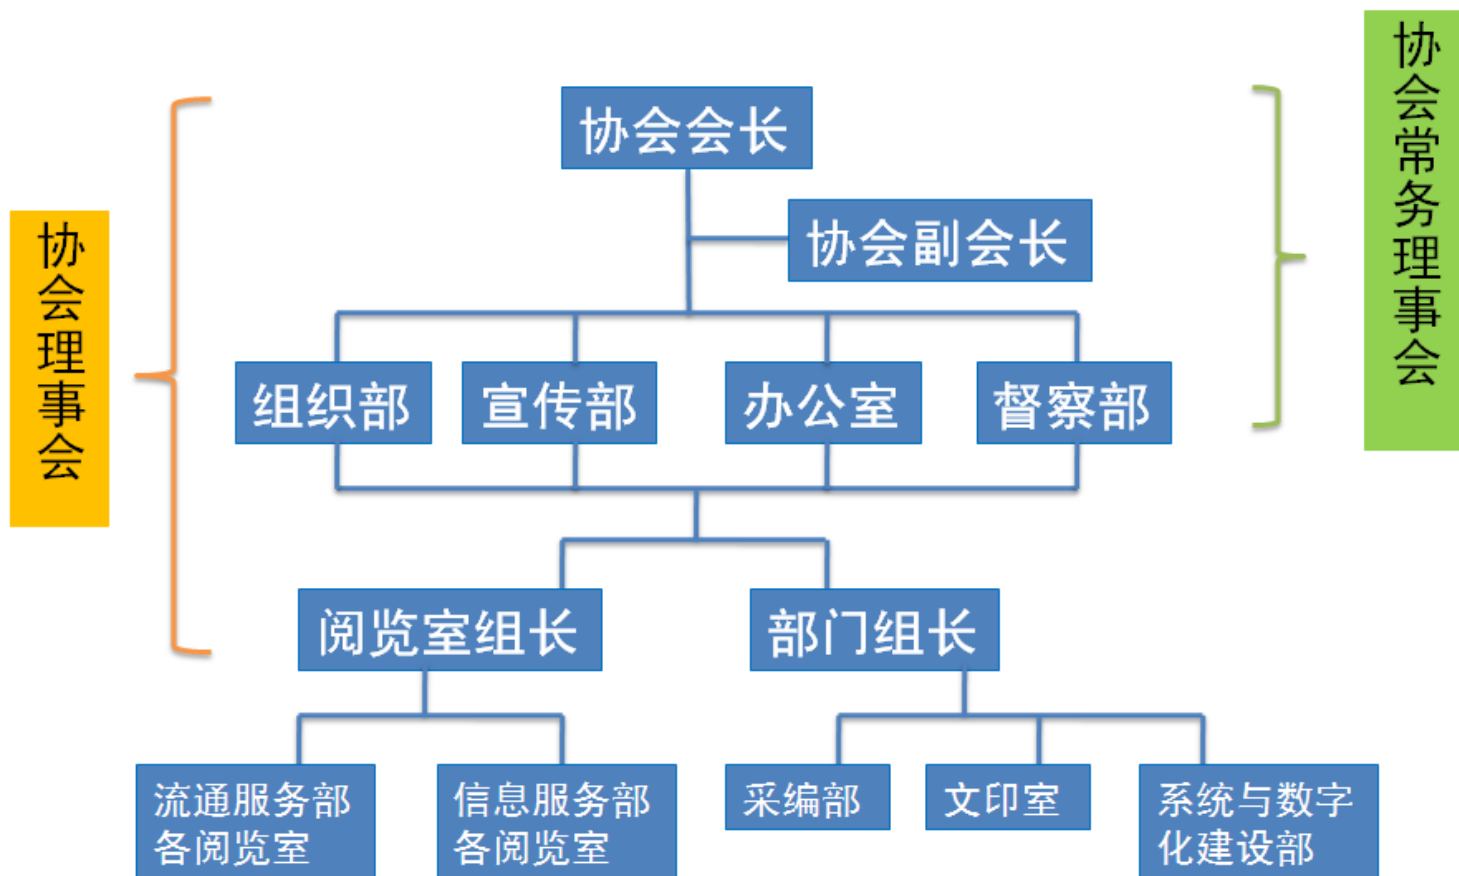 协会常务理事会
协会会长
协会副会长
协会理事会
组织部
宣传部
办公室
督察部
阅览室组长
部门组长
流通服务部
各阅览室
信息服务部
各阅览室
采编部
文印室
系统与数字
化建设部